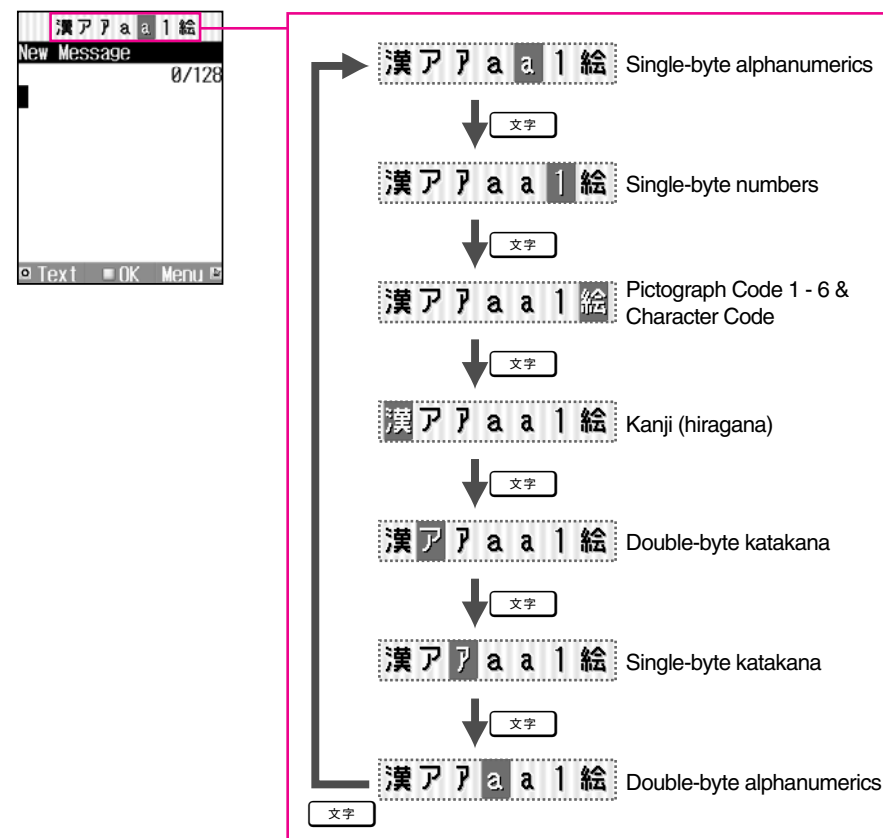 漢アアaa1絵
New Message
0/128
Text OK Menu
漢アアaa1絵 Single-byte alphanumerics
文字
漢アアaa1絵 Single-byte numbers
文字
漢アアaa1絵 Pictograph Code 1 - 6 &
Character Code
文字
漢アアaa1絵 Kanji (hiragana)
文字
漢アアaa1絵 Double-byte katakana
文字
漢アアaa1絵 Single-byte katakana
文字
漢アアaa1絵 Double-byte alphanumerics
文字